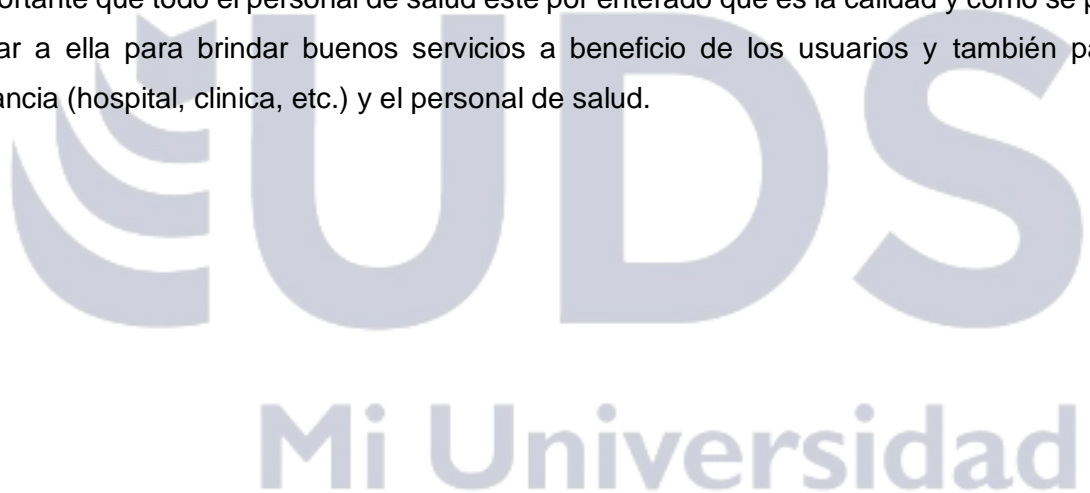 ortante que todo el personal de salud este por enterado que es la calidad y como se p
ar a ella para brindar buenos servicios a beneficio de los usuarios y también pa
ancia (hospital, clinica, etc.) y el personal de salud.
UDS
Mi Universidad